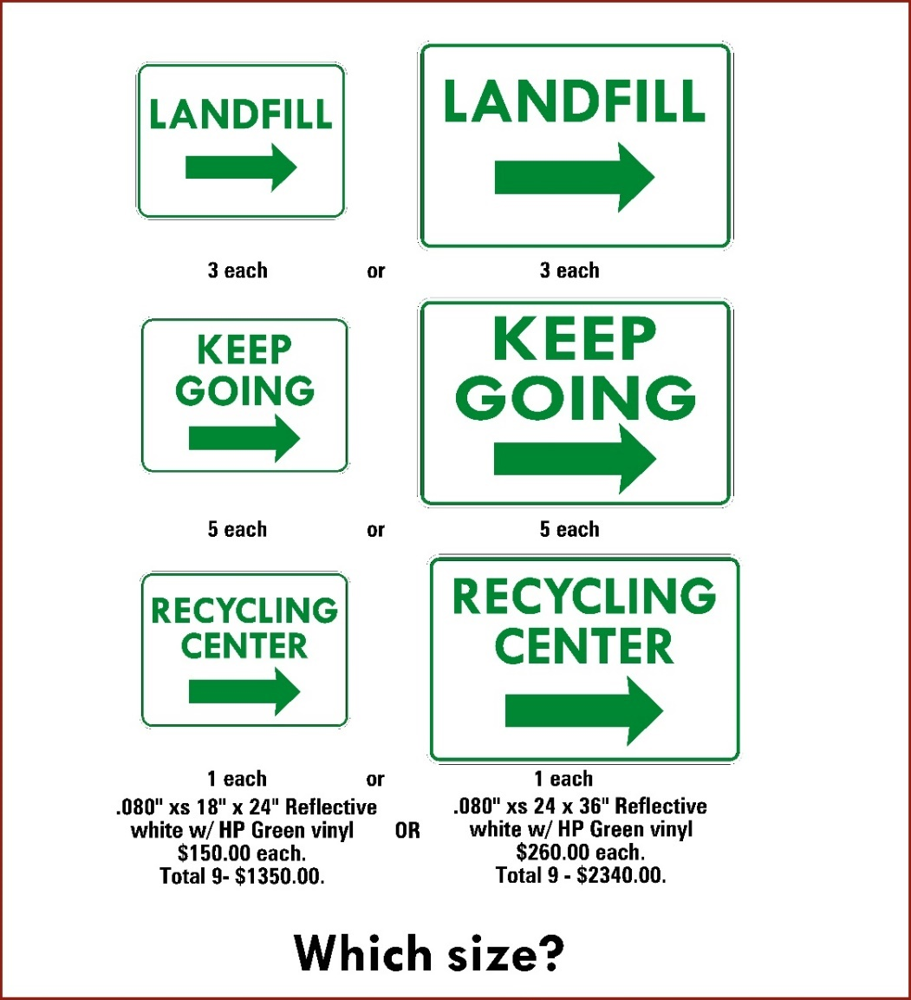 LANDFILL
LANDFILL
3 each or 3 each
KEEP
GOING
KEEP
GOING
5 each or 5 each
RECYCLING
CENTER
RECYCLING
CENTER
1 each or 1 each
.080" xs 18" x 24" Reflective
white w/ HP Green vinyl
$150.00 each.
Total 9- $1350.00.
OR
.080" xs 24 x 36" Reflective
white w/ HP Green vinyl
$260.00 each.
Total 9 - $2340.00.
Which size?